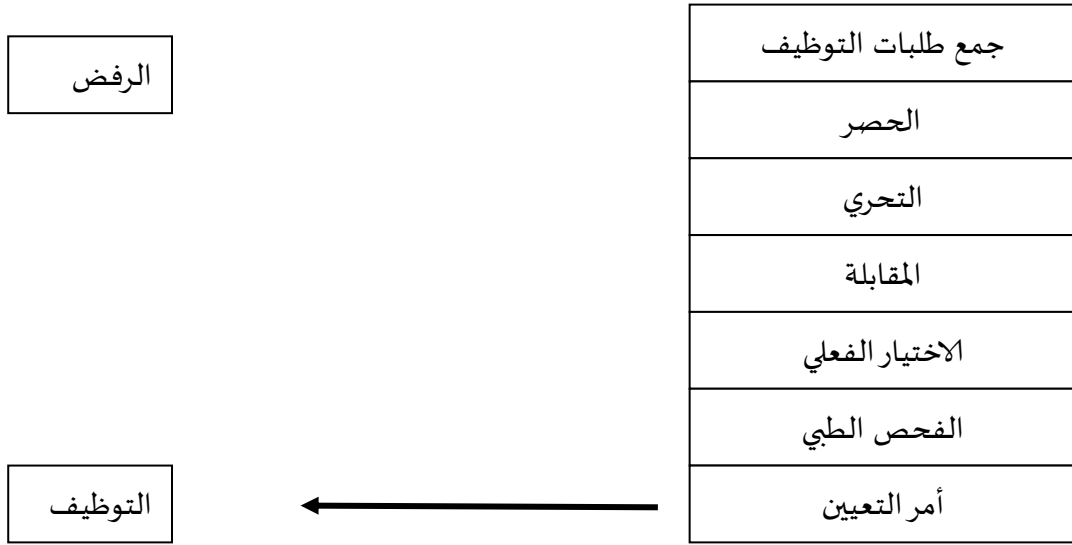 جمع طلبات التوظيف
الرفض
الحصر
التحري
المقابلة
الاختيار الفعلي
الفحص الطبي
أمر التعيين
التوظيف